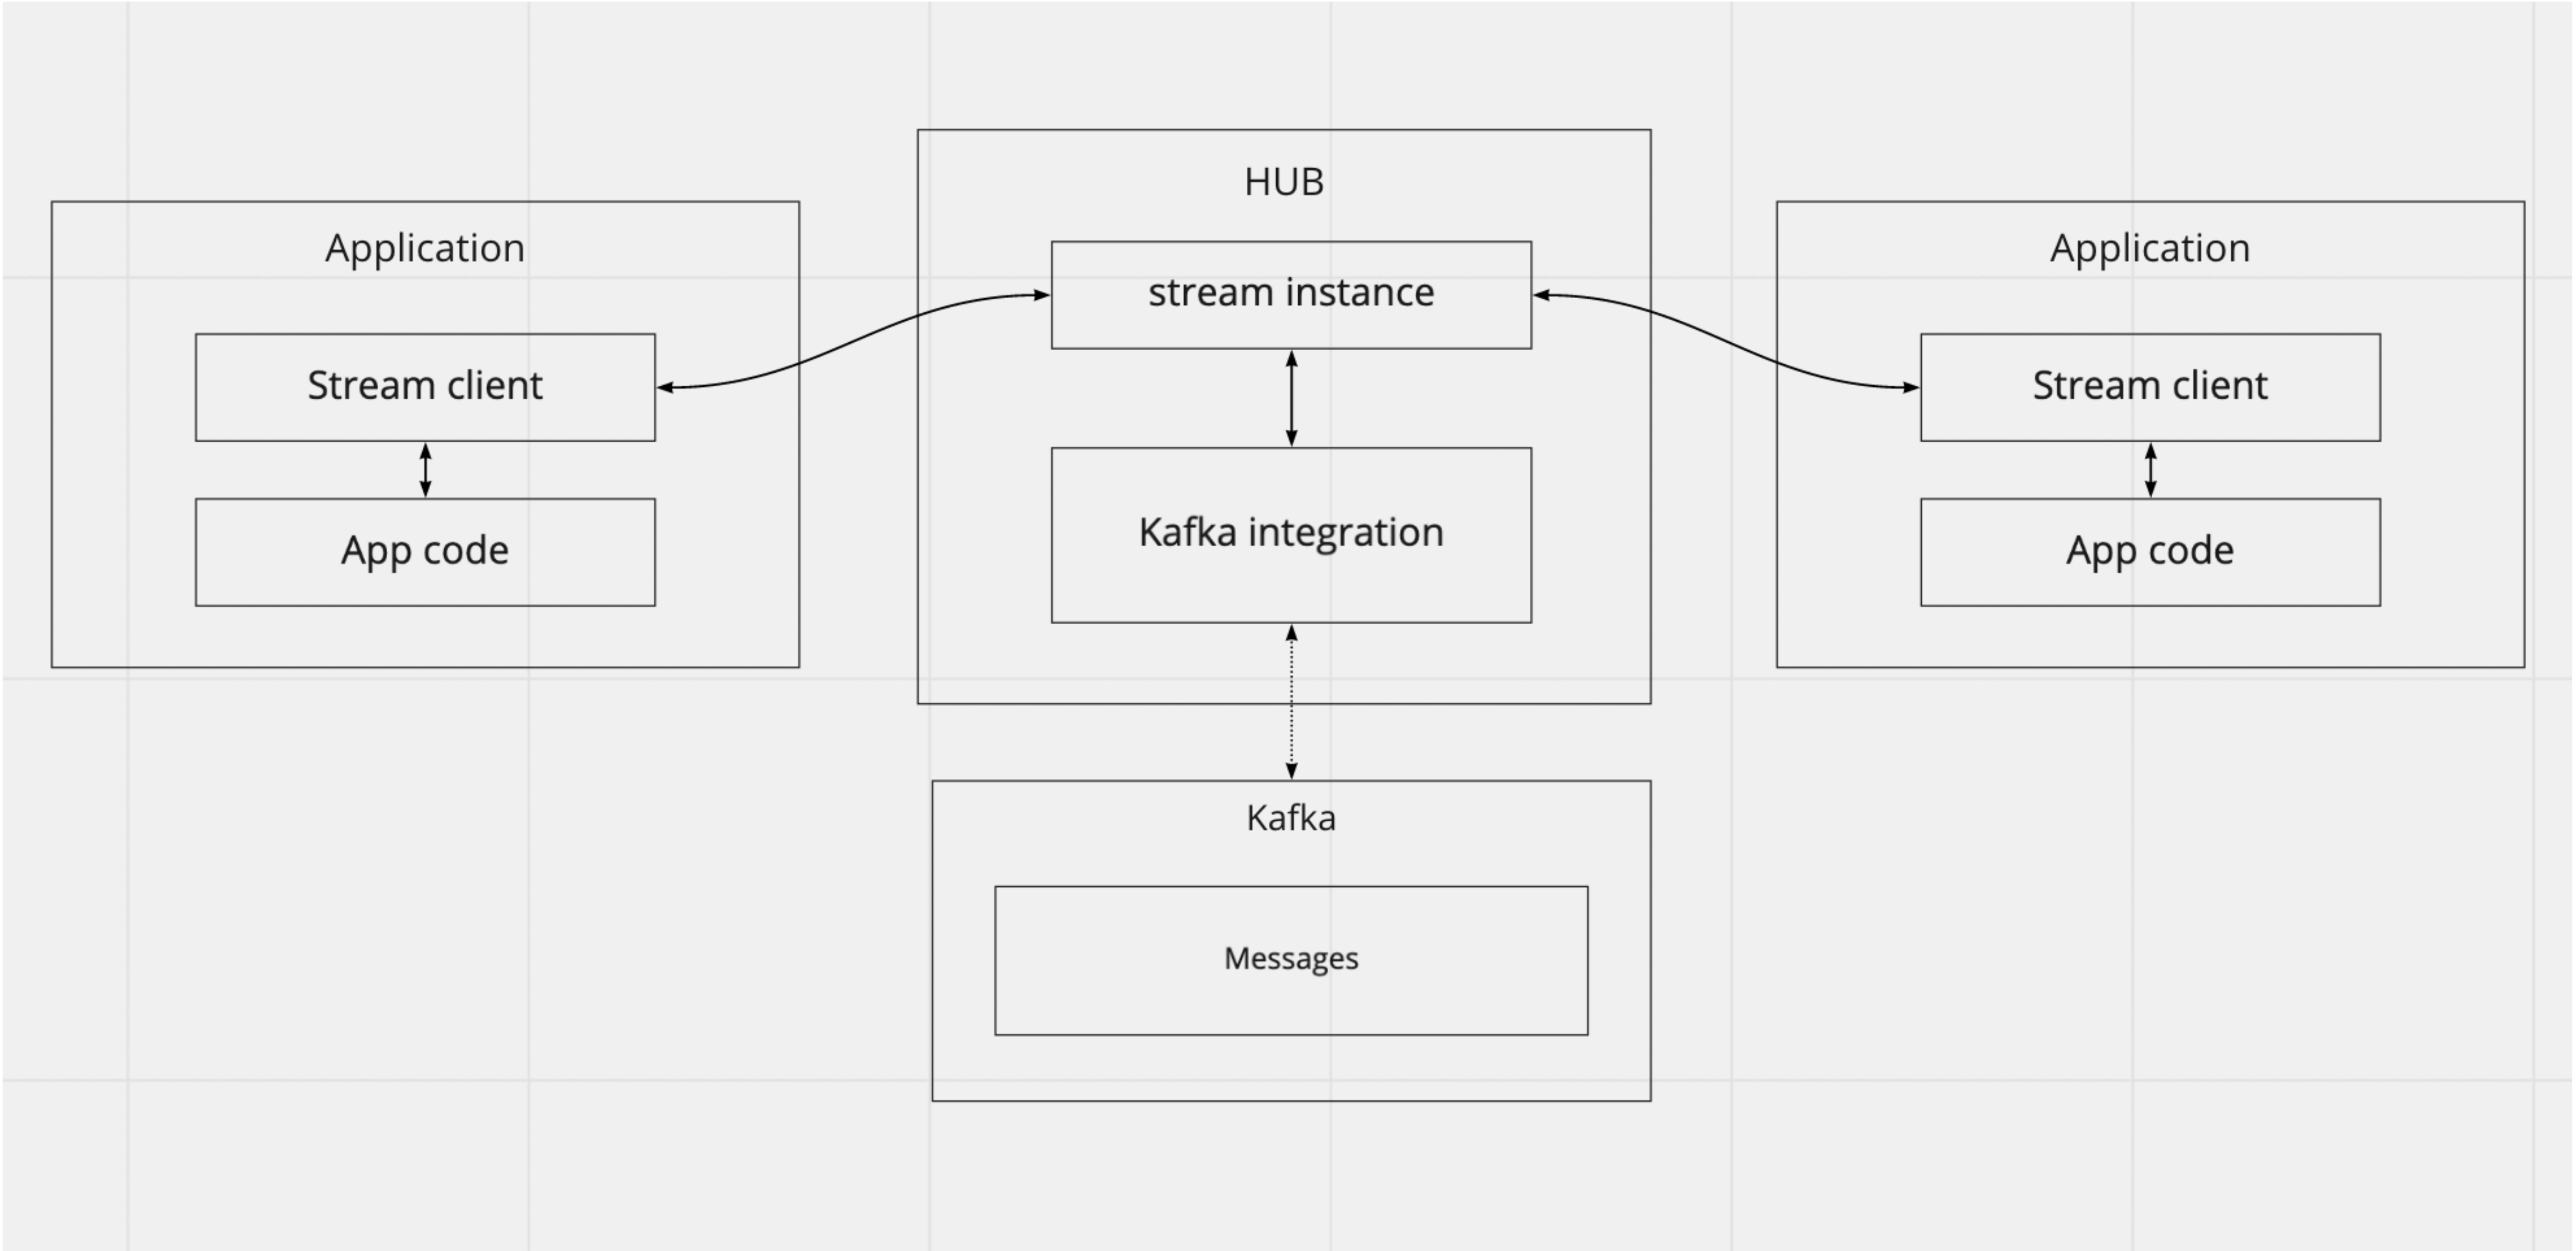 Application
Stream client
App code
HUB
stream instance
Kafka integration
Kafka
Messages
Application
Stream client
App code